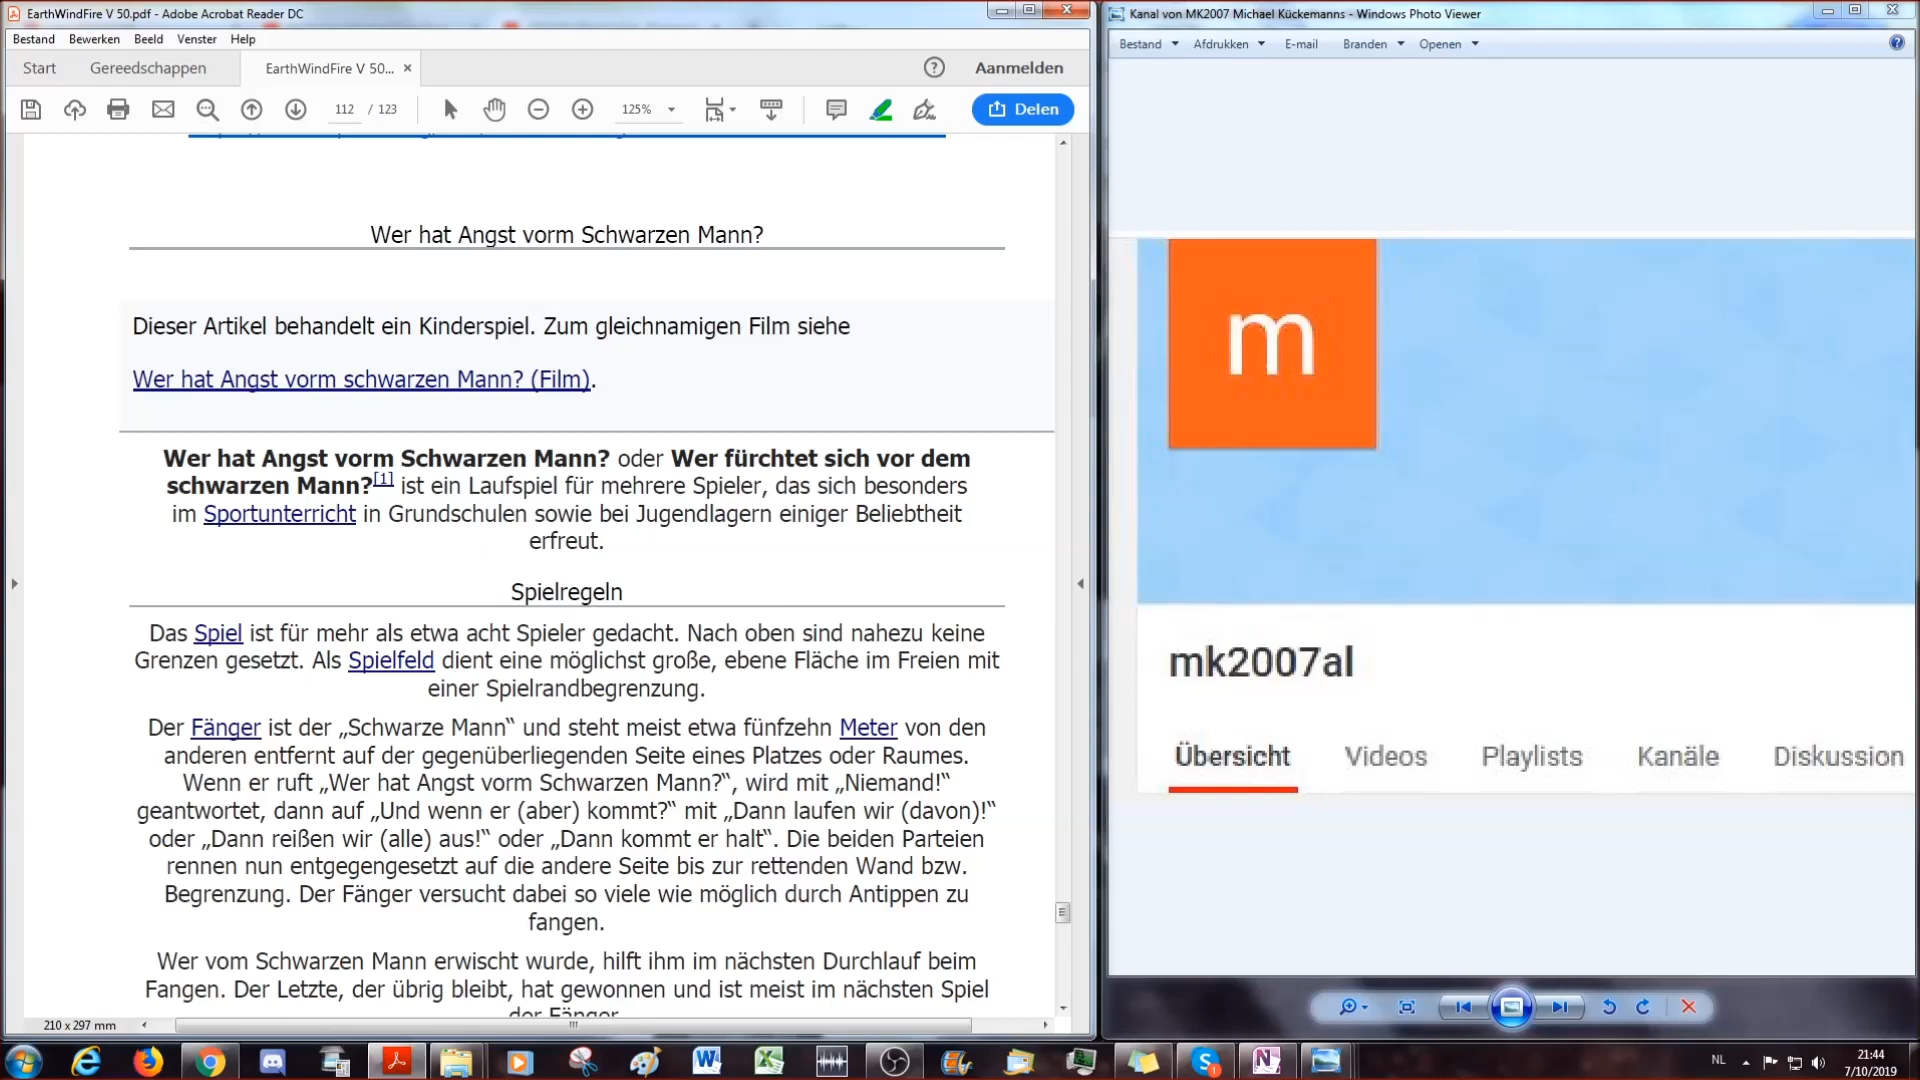 EarthWindFire V 50.pdf - Adobe Acrobat Reader DC
Bestand Bewerken Beeld Venster Help
Start Gereedschappen EarthWindFire V 50... × Aanmelden
112 / 123 125% Delen
Wer hat Angst vorm Schwarzen Mann?
Dieser Artikel behandelt ein Kinderspiel. Zum gleichnamigen Film siehe
Wer hat Angst vorm schwarzen Mann? (Film).
Wer hat Angst vorm Schwarzen Mann? oder Wer fürchtet sich vor dem
schwarzen Mann?[1] ist ein Laufspiel für mehrere Spieler, das sich besonders
im Sportunterricht in Grundschulen sowie bei Jugendlagern einiger Beliebtheit
erfreut.
Spielregeln
Das Spiel ist für mehr als etwa acht Spieler gedacht. Nach oben sind nahezu keine
Grenzen gesetzt. Als Spielfeld dient eine möglichst große, ebene Fläche im Freien mit
einer Spielrandbegrenzung.
Der Fänger ist der „Schwarze Mann“ und steht meist etwa fünfzehn Meter von den
anderen entfernt auf der gegenüberliegenden Seite eines Platzes oder Raumes.
Wenn er ruft „Wer hat Angst vorm Schwarzen Mann?“, wird mit „Niemand!“
geantwortet, dann auf „Und wenn er (aber) kommt?“ mit „Dann laufen wir (davon)!“
oder „Dann reißen wir (alle) aus!“ oder „Dann kommt er halt“. Die beiden Parteien
rennen nun entgegengesetzt auf die andere Seite bis zur rettenden Wand bzw.
Begrenzung. Der Fänger versucht dabei so viele wie möglich durch Antippen zu
fangen.
Wer vom Schwarzen Mann erwischt wurde, hilft ihm im nächsten Durchlauf beim
Fangen. Der Letzte, der übrig bleibt, hat gewonnen und ist meist im nächsten Spiel
der Fänger
210 x 297 mm
Kanal von MK2007 Michael Kückemanns - Windows Photo Viewer
Bestand Afdrukken E-mail Branden Openen
m
mk2007al
Übersicht Videos Playlists Kanäle Diskussion
NL 21:44
7/10/2019